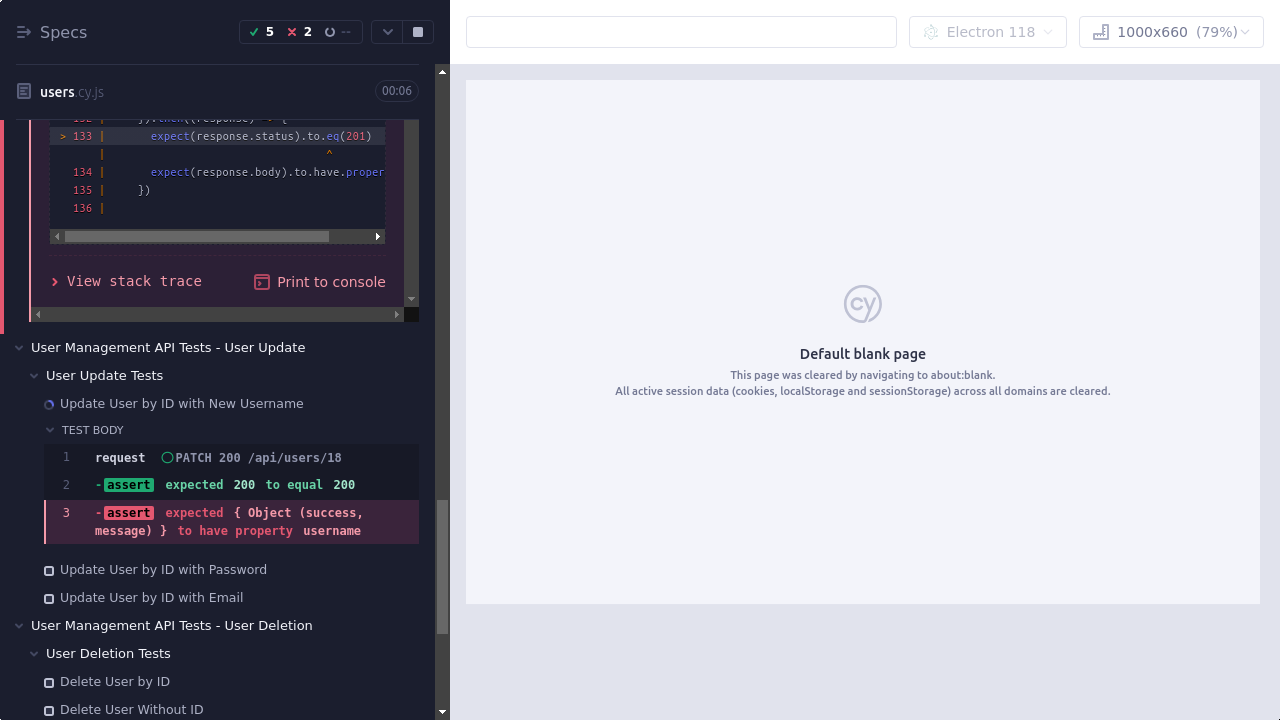 Specs
5 2 --
Electron 118
1000x660 (79%)
users.cy.js
00:06
132 | }).then((response) => {
> 133 | expect(response.status).to.eq(201)
| ^
134 | expect(response.body).to.have.proper
135 | })
136 |
View stack trace
Print to console
User Management API Tests - User Update
User Update Tests
Update User by ID with New Username
TEST BODY
1 request PATCH 200 /api/users/18
2 -assert expected 200 to equal 200
3 -assert expected { Object (success,
message) } to have property username
Update User by ID with Password
Update User by ID with Email
User Management API Tests - User Deletion
User Deletion Tests
Delete User by ID
Delete User Without ID
cy
Default blank page
This page was cleared by navigating to about:blank.
All active session data (cookies, localStorage and sessionStorage) across all domains are cleared.